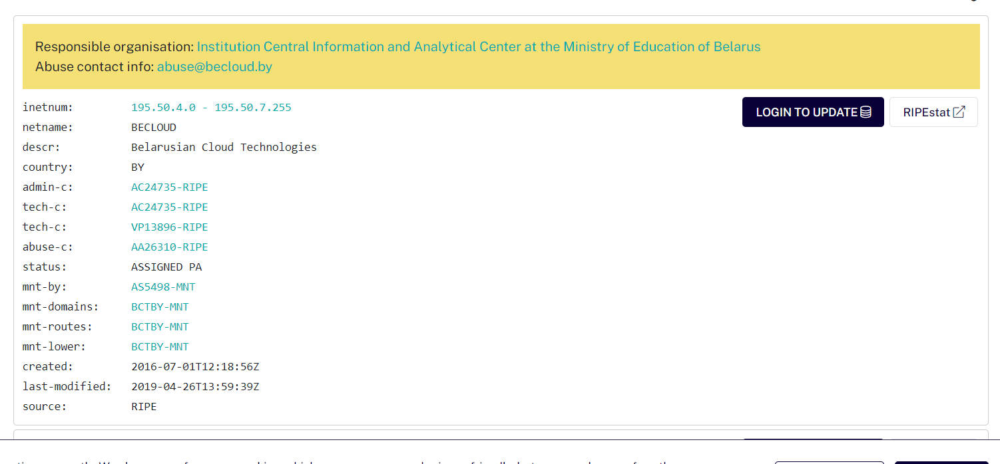 Responsible organisation: Institution Central Information and Analytical Center at the Ministry of Education of Belarus
Abuse contact info: abuse@becloud.by
inetnum: 195.50.4.0 - 195.50.7.255
LOGIN TO UPDATE RIPEstat
netname: BECLOUD
descr: Belarusian Cloud Technologies
country: BY
admin-c: AC24735-RIPE
tech-c: AC24735-RIPE
tech-c: VP13896-RIPE
abuse-c: AA26310-RIPE
status: ASSIGNED PA
mnt-by: AS5498-MNT
mnt-domains: BCTBY-MNT
mnt-routes: BCTBY-MNT
mnt-lower: BCTBY-MNT
created: 2016-07-01T12:18:56Z
last-modified: 2019-04-26T13:59:39Z
source: RIPE